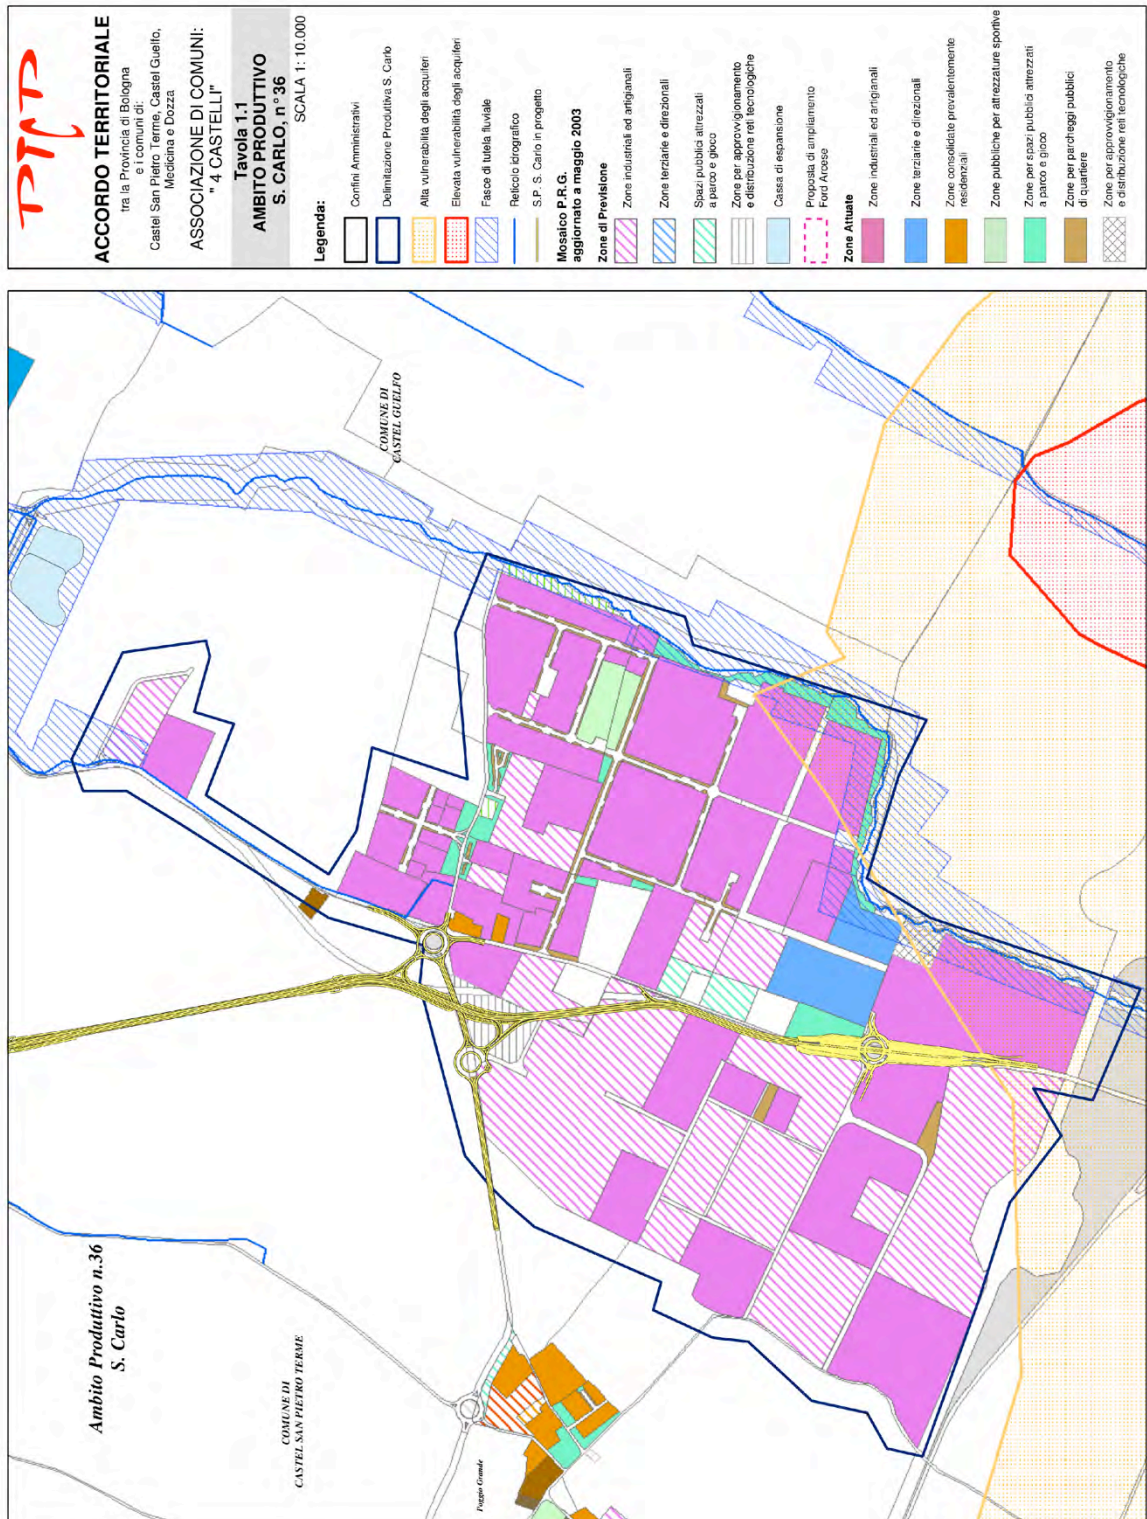 PTCP
ACCORDO TERRITORIALE
tra la Provincia di Bologna
e i comuni di:
Castel San Pietro Terme, Castel Guelfo,
Medicina e Dozza
ASSOCIAZIONE DI COMUNI:
" 4 CASTELLI"
Tavola 1.1
AMBITO PRODUTTIVO
S. CARLO, n° 36
SCALA 1: 10.000
Legenda:
Confini Amministrativi
Delimitazione Produttiva S. Carlo
Alta vulnerabilità degli acquiferi
Elevata vulnerabilità degli acquiferi
Fasce di tutela fluviale
Reticolo idrografico
S.P. S. Carlo in progetto
Mosaico P.R.G.
aggiornato a maggio 2003
Zone di Previsione
Zone industriali ed artigianali
Zone terziarie e direzionali
Spazi pubblici attrezzati
a parco e gioco
Zone per approvvigionamento
e distribuzione reti tecnologiche
Cassa di espansione
Proposta di ampliamento
Ford Arcese
Zone Attuate
Zone industriali ed artigianali
Zone terziarie e direzionali
Zone consolidate prevalentemente
residenziali
Zone pubbliche per attrezzature sportive
Zone per spazi pubblici attrezzati
a parco e gioco
Zone per parcheggi pubblici
di quartiere
Zone per approvvigionamento
e distribuzione reti tecnologiche
Ambito Produttivo n.36
S. Carlo
COMUNE DI
CASTEL GUELFO
COMUNE DI
CASTEL SAN PIETRO TERME
Poggio Grande